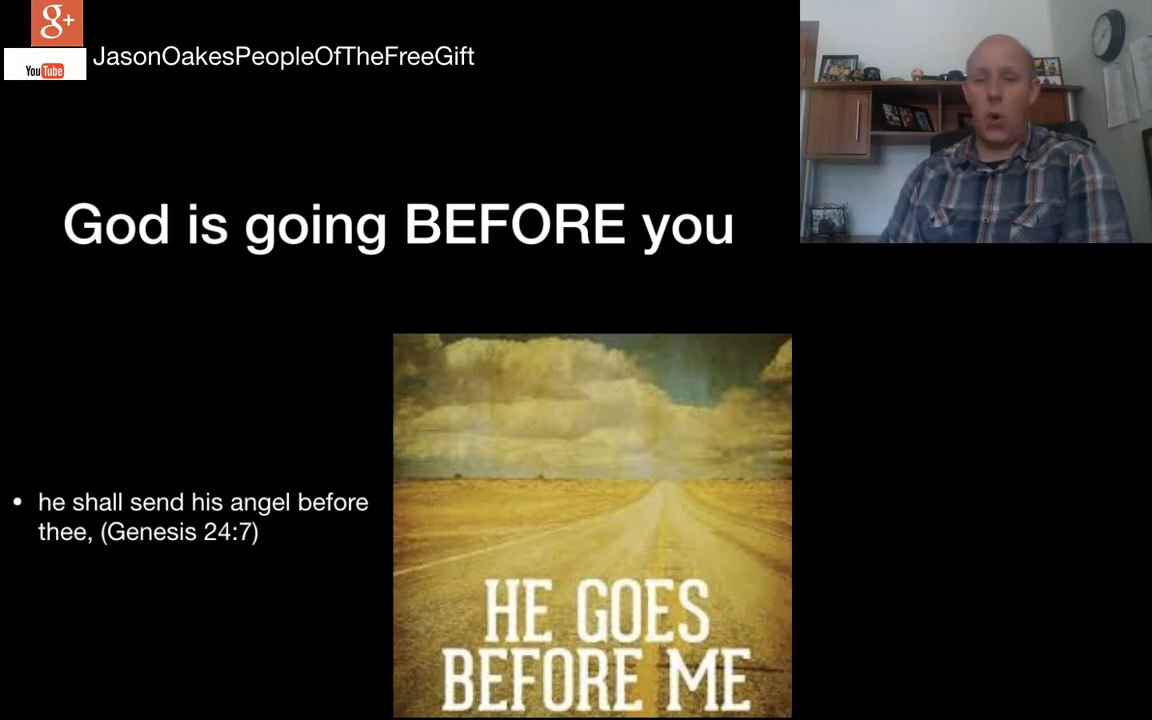 g+
YouTube
JasonOakesPeopleOfTheFreeGift
God is going BEFORE you
• he shall send his angel before
thee, (Genesis 24:7)
HE GOES
BEFORE ME